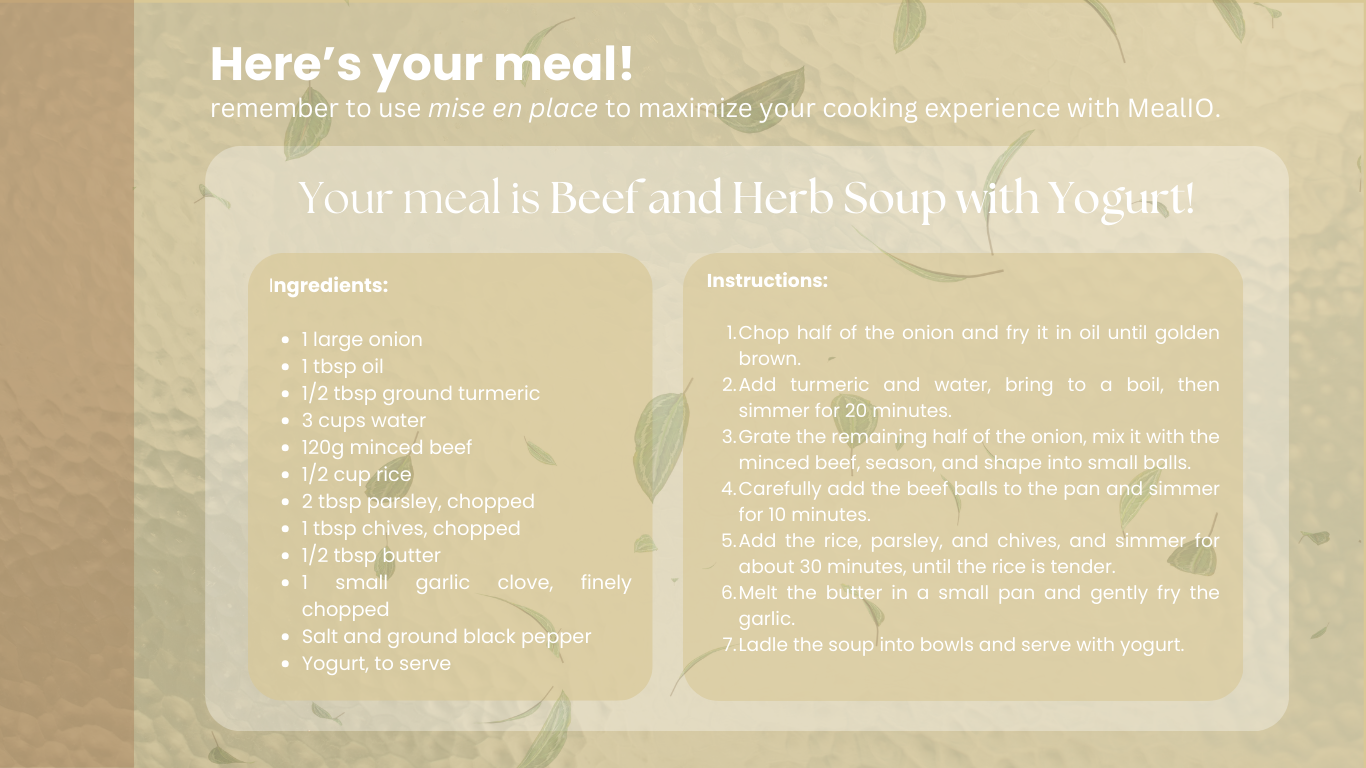 Here's your meal!
remember to use mise en place to maximize your cooking experience with MealIO.
Your meal is Beef and Herb Soup with Yogurt!
Ingredients:
• 1 large onion
• 1 tbsp oil
• 1/2 tbsp ground turmeric
• 3 cups water
• 120g minced beef
• 1/2 cup rice
• 2 tbsp parsley, chopped
• 1 tbsp chives, chopped
• 1/2 tbsp butter
• 1 small garlic clove, finely
chopped
• Salt and ground black pepper
• Yogurt, to serve
Instructions:
1. Chop half of the onion and fry it in oil until golden
brown.
2. Add turmeric and water, bring to a boil, then
simmer for 20 minutes.
3. Grate the remaining half of the onion, mix it with the
minced beef, season, and shape into small balls.
4. Carefully add the beef balls to the pan and simmer
for 10 minutes.
5. Add the rice, parsley, and chives, and simmer for
about 30 minutes, until the rice is tender.
6. Melt the butter in a small pan and gently fry the
garlic.
7. Ladle the soup into bowls and serve with yogurt.